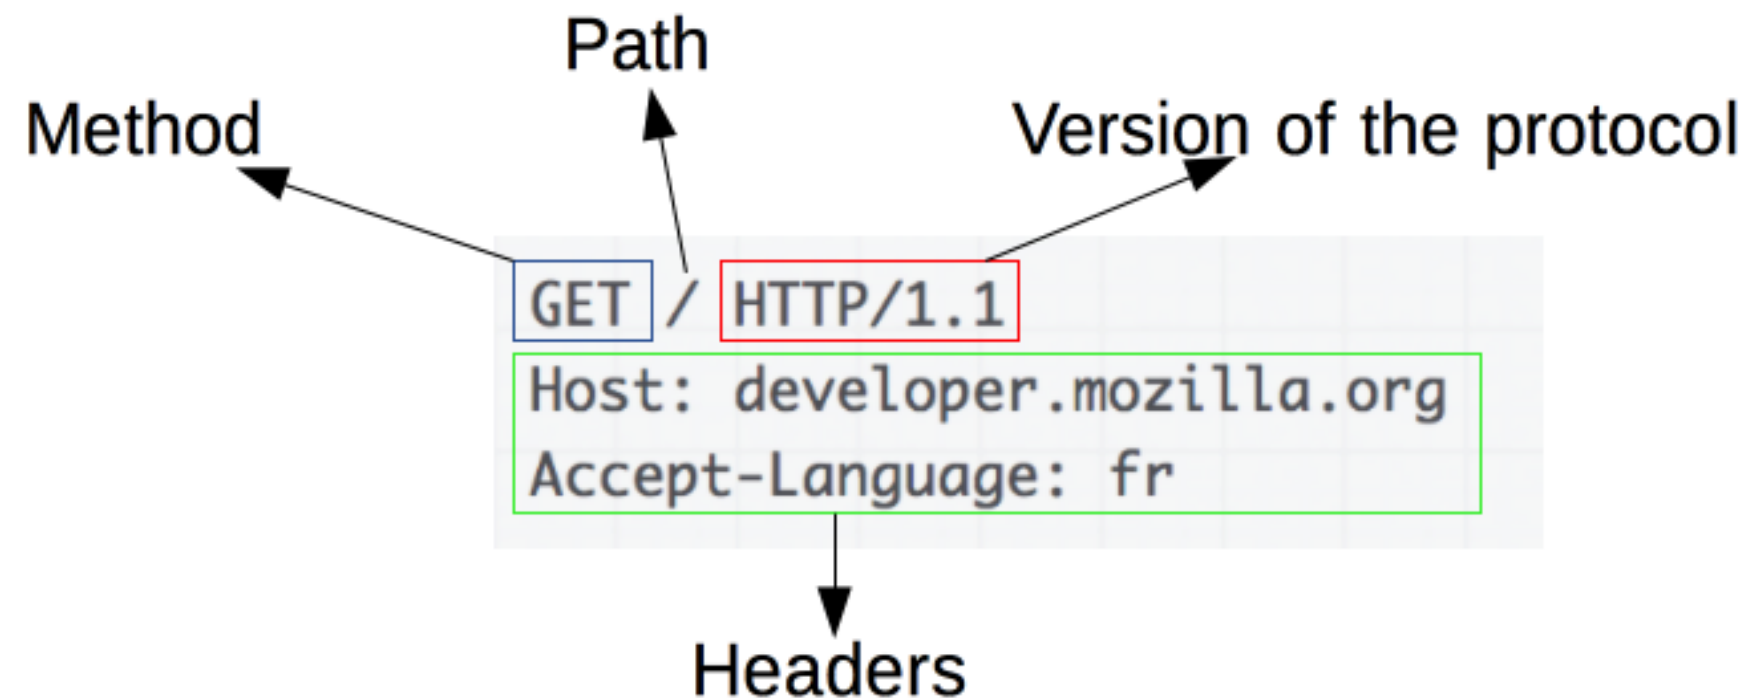 Path
Method
Version of the protocol
GET / HTTP/1.1
Host: developer.mozilla.org
Accept-Language: fr
Headers